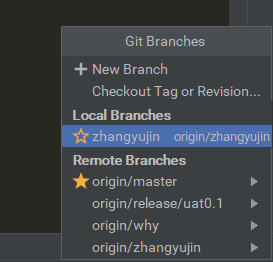 Git Branches
New Branch
Checkout Tag or Revision...
Local Branches
zhangyujin origin/zhangyujin
Remote Branches
origin/master
origin/release/uat0.1
origin/why
origin/zhangyujin